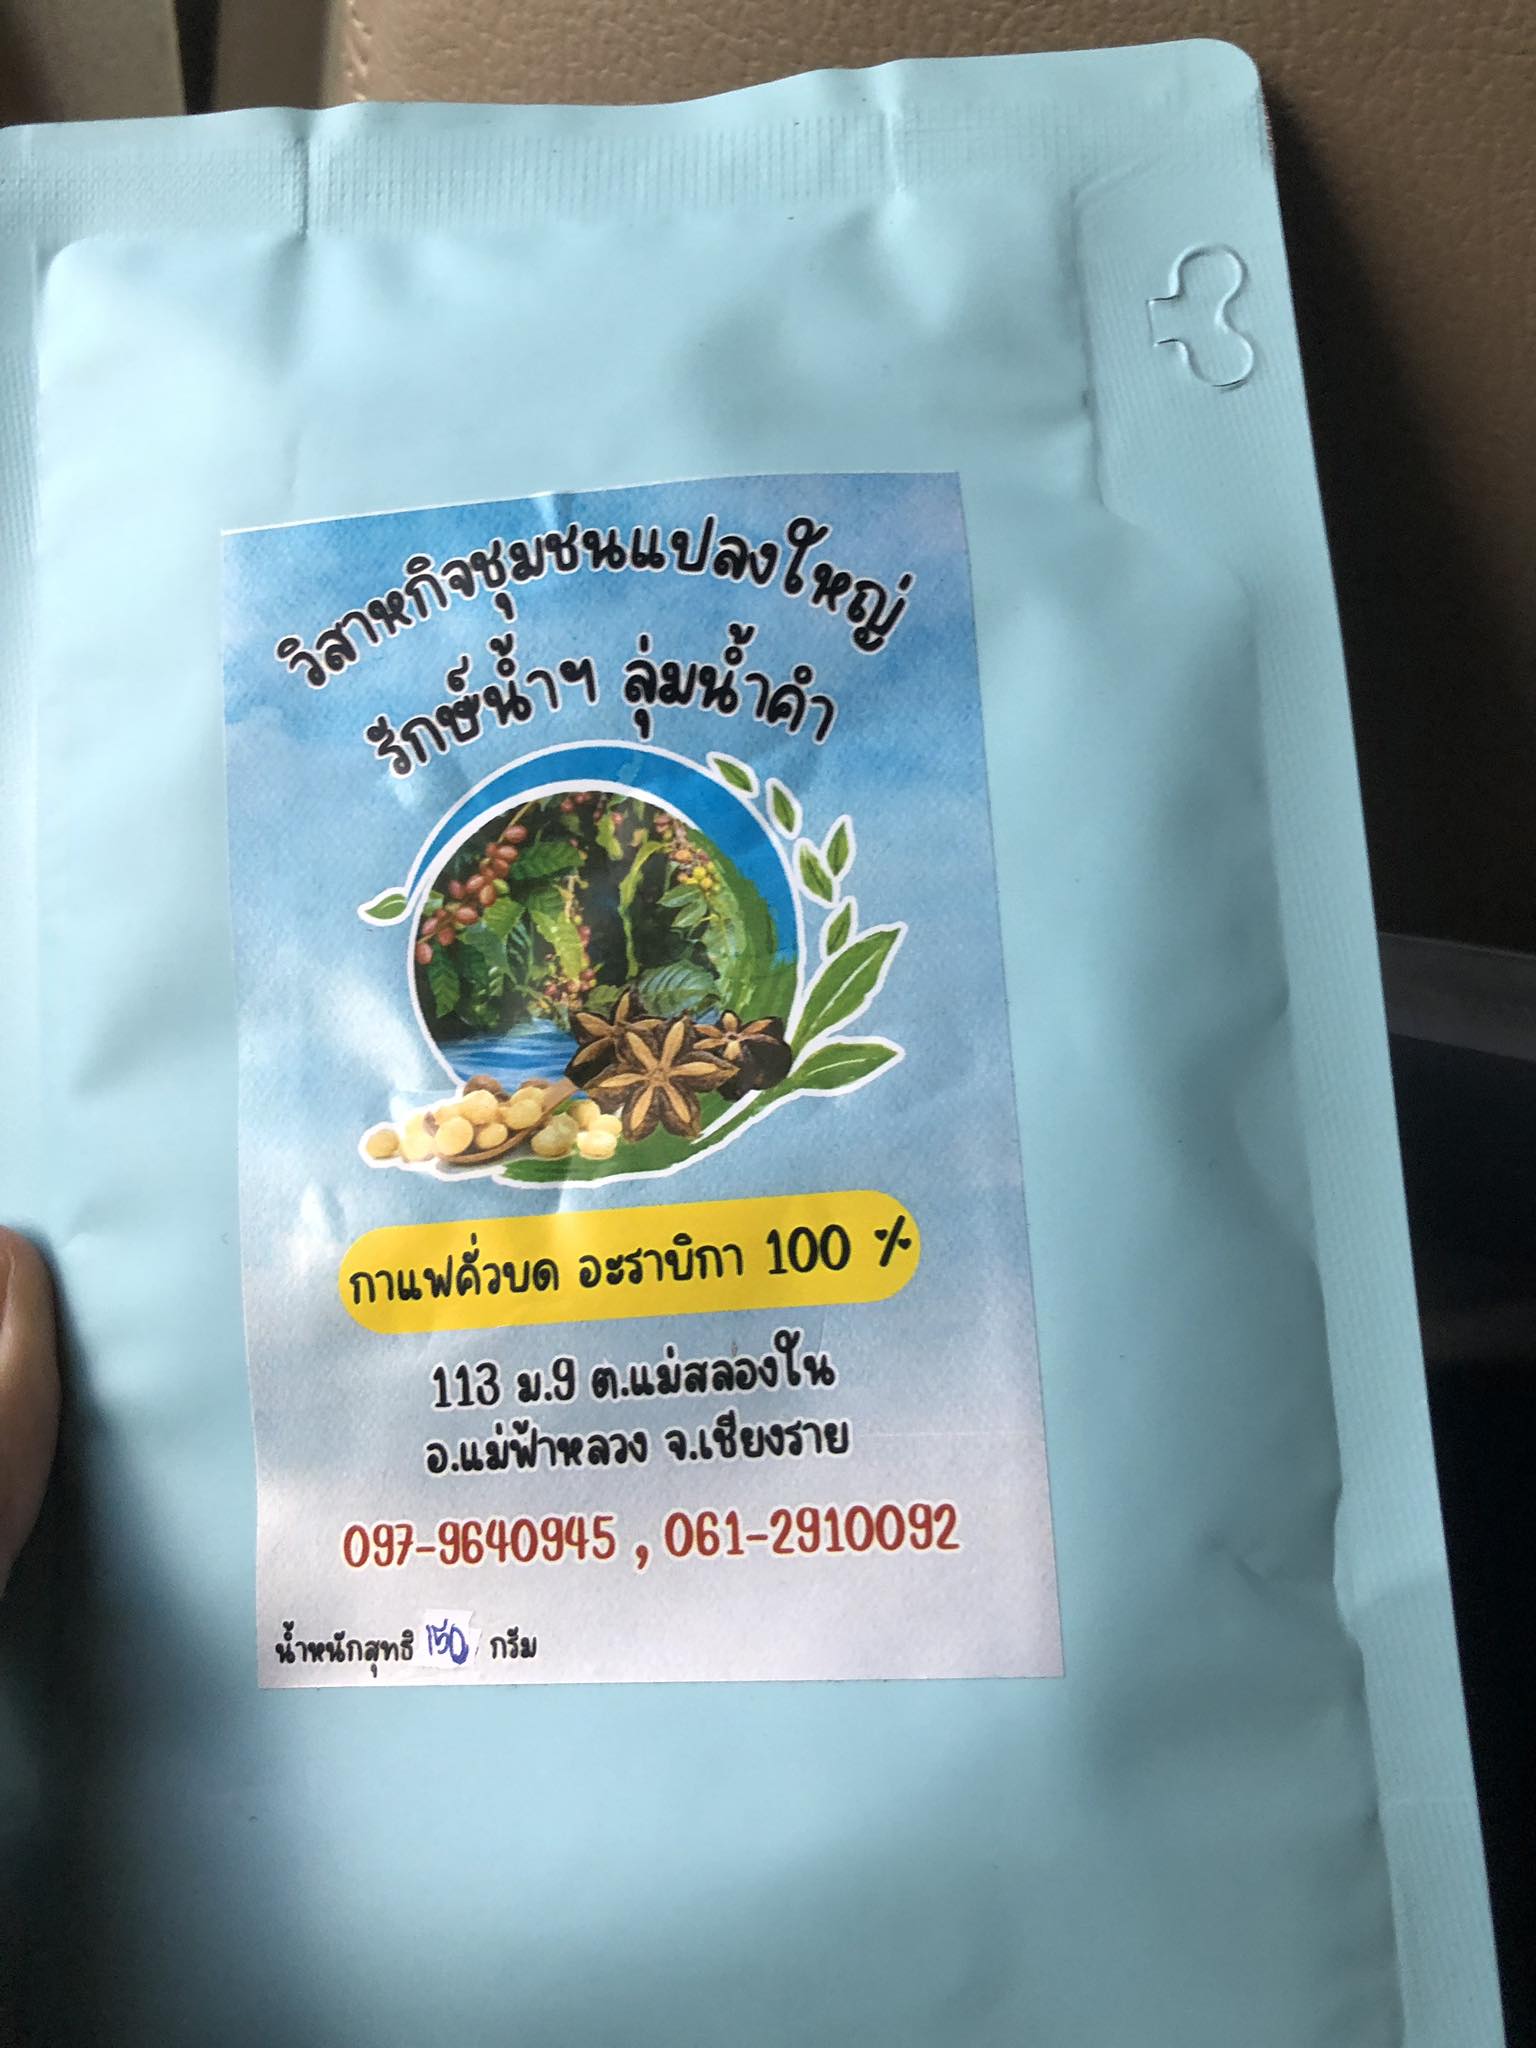 วิสาหกิจชุมชนแปลงใหญ่
รักษ์น้ำฯ ลุ่มน้ำคำ
กาแฟคั่วบด อะราบิกา 100 %
113 ม.9 ต.แม่สลองใน
อ.แม่ฟ้าหลวง จ.เชียงราย
097-9640945 , 061-2910092
น้ำหนักสุทธิ 150 กรัม